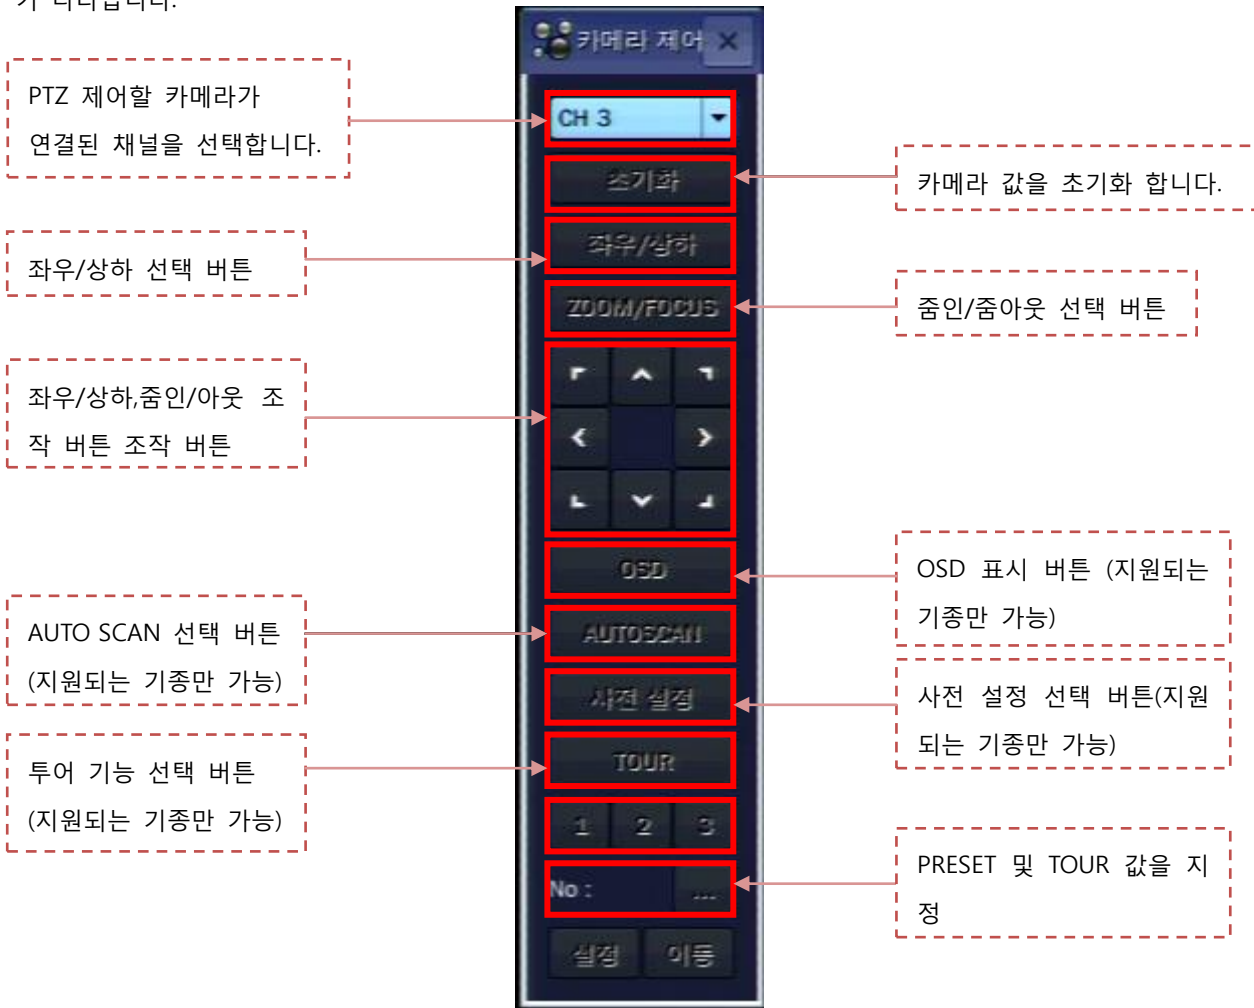 가 나타납니다.
카메라 제어
PTZ 제어할 카메라가
연결된 채널을 선택합니다.
CH 3
초기화
카메라 값을 초기화 합니다.
좌우/상하 선택 버튼
좌우/상하
ZOOM/FOCUS
줌인/줌아웃 선택 버튼
좌우/상하,줌인/아웃 조
작 버튼 조작 버튼
OSD
OSD 표시 버튼 (지원되는
기종만 가능)
AUTO SCAN 선택 버튼
(지원되는 기종만 가능)
AUTOSCAN
사전 설정
사전 설정 선택 버튼(지원
되는 기종만 가능)
투어 기능 선택 버튼
(지원되는 기종만 가능)
TOUR
1 2 3
No : ...
PRESET 및 TOUR 값을 지
정
설정 이동